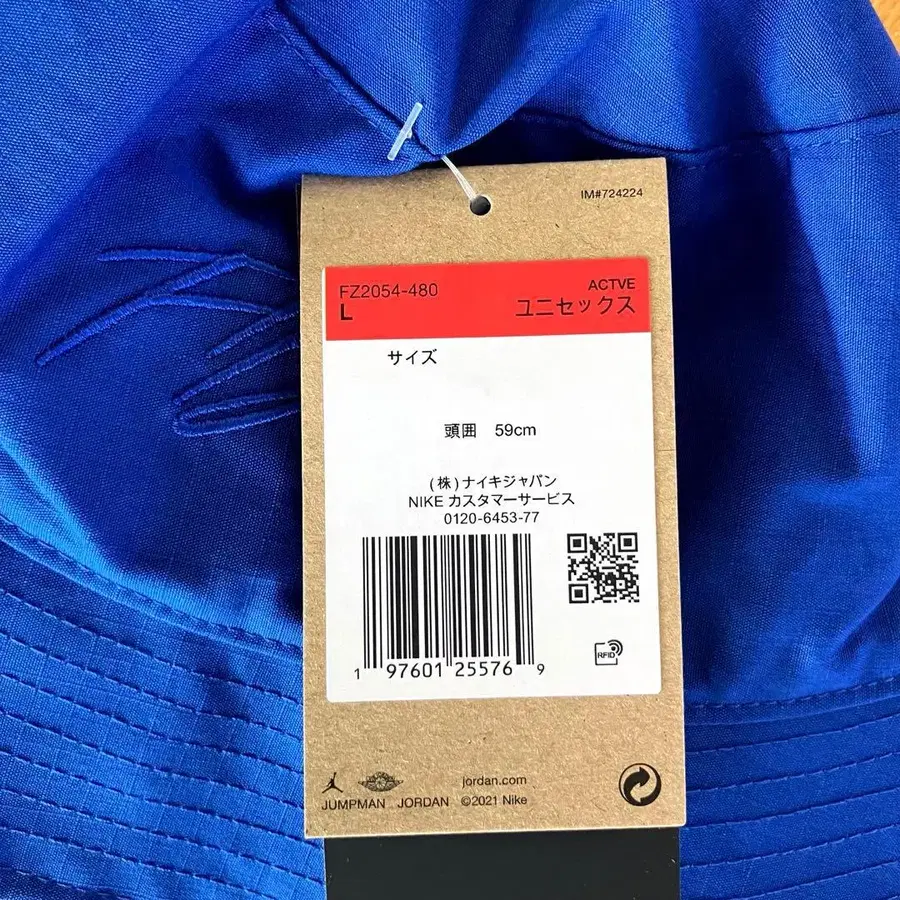 IM#724224
FZ2054-480
ACTVE
L
ユニセックス
サイズ
頭囲 59cm
(株)ナイキジャパン
NIKE カスタマーサービス
0120-6453-77
1 97601 25576 9
RFID
JUMPMAN JORDAN
jordan.com
©2021 Nike